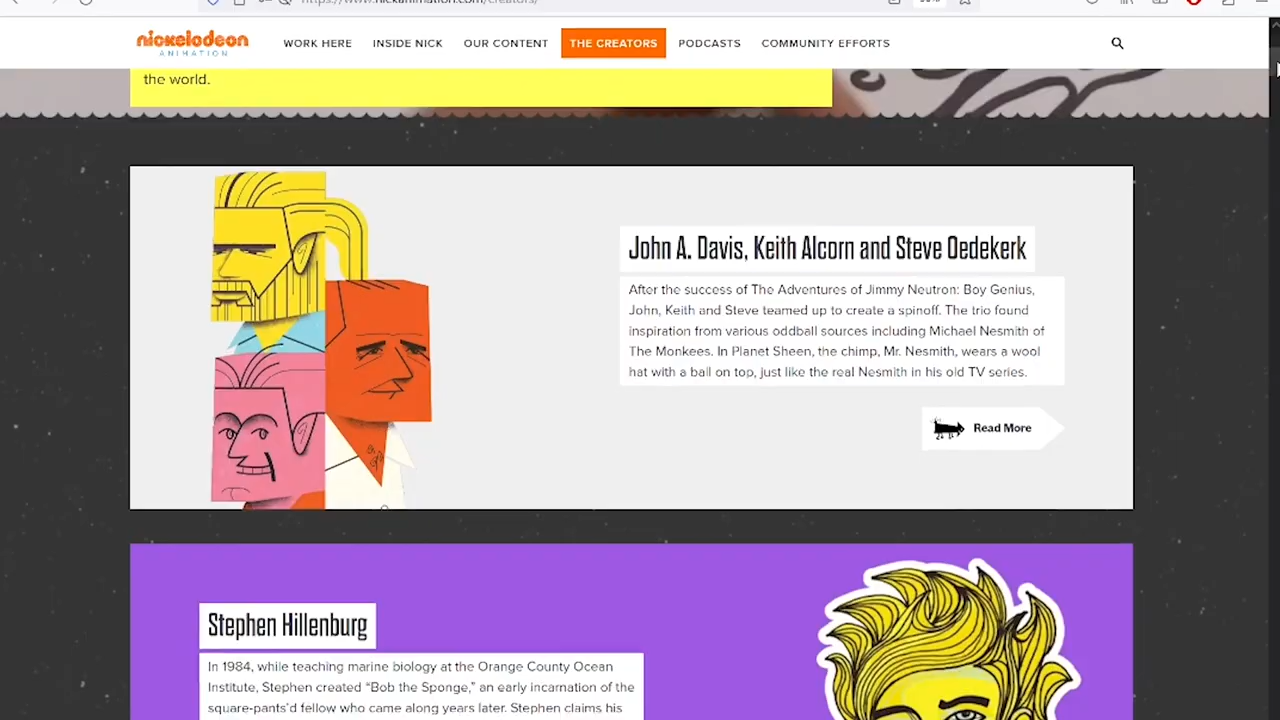 https://www.nickanimation.com/creators/
nickelodeon
ANIMATION
WORK HERE
INSIDE NICK
OUR CONTENT
THE CREATORS
PODCASTS
COMMUNITY EFFORTS
the world.
John A. Davis, Keith Alcorn and Steve Oedekerk
After the success of The Adventures of Jimmy Neutron: Boy Genius,
John, Keith and Steve teamed up to create a spinoff. The trio found
inspiration from various oddball sources including Michael Nesmith of
The Monkees. In Planet Sheen, the chimp, Mr. Nesmith, wears a wool
hat with a ball on top, just like the real Nesmith in his old TV series.
Read More
Stephen Hillenburg
In 1984, while teaching marine biology at the Orange County Ocean
Institute, Stephen created “Bob the Sponge,” an early incarnation of the
square-pants’d fellow who came along years later. Stephen claims his